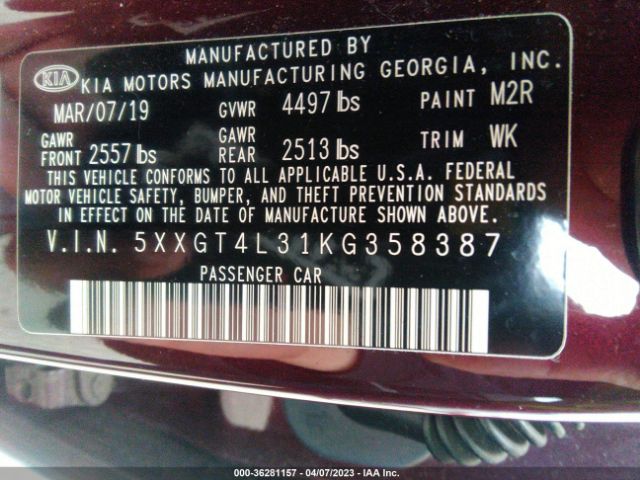 MANUFACTURED BY
KIA KIA MOTORS MANUFACTURING GEORGIA, INC.
MAR/07/19 GVWR 4497 lbs PAINT M2R
GAWR FRONT 2557 lbs GAWR REAR 2513 lbs TRIM WK
THIS VEHICLE CONFORMS TO ALL APPLICABLE U.S.A. FEDERAL
MOTOR VEHICLE SAFETY, BUMPER, AND THEFT PREVENTION STANDARDS
IN EFFECT ON THE DATE OF MANUFACTURE SHOWN ABOVE.
V.I.N. 5XXGT4L31KG358387
PASSENGER CAR
000-36281157 - 04/07/2023 - IAA Inc.